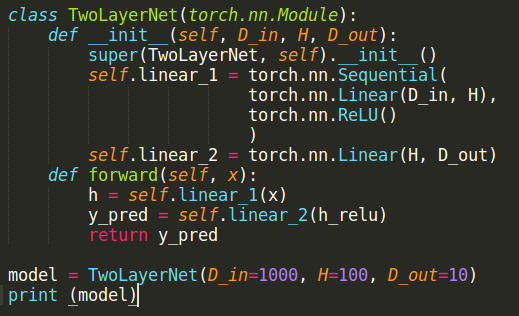 class TwoLayerNet(torch.nn.Module):
    def __init__(self, D_in, H, D_out):
        super(TwoLayerNet, self).__init__()
        self.linear_1 = torch.nn.Sequential(
                        torch.nn.Linear(D_in, H),
                        torch.nn.ReLU()
                        )
        self.linear_2 = torch.nn.Linear(H, D_out)
    def forward(self, x):
        h = self.linear_1(x)
        y_pred = self.linear_2(h_relu)
        return y_pred

model = TwoLayerNet(D_in=1000, H=100, D_out=10)
print (model)